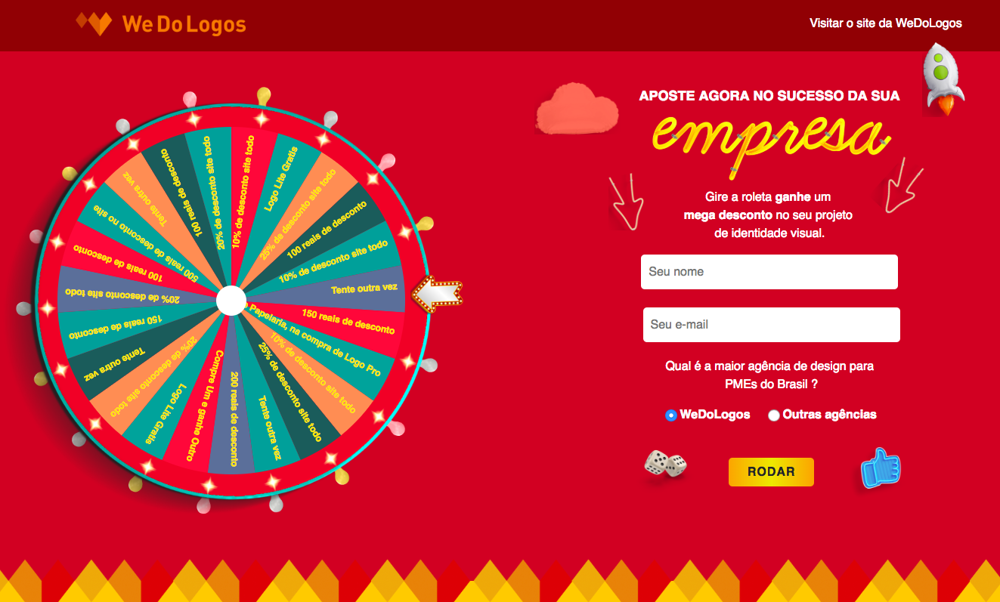 WeDoLogos
Visitar o site da WeDoLogos
APOSTE AGORA NO SUCESSO DA SUA
empresa
Gire a roleta ganhe um
mega desconto no seu projeto
de identidade visual.
Seu nome
Seu e-mail
Qual é a maior agência de design para
PMEs do Brasil ?
WeDoLogos
Outras agências
RODAR
10% de desconto site todo
Logo Lite Gratis
25% de desconto site todo
100 reais de desconto
10% de desconto site todo
Tente outra vez
150 reais de desconto
Papelaria, na compra de Logo Pro
10% de desconto site todo
25% de desconto site todo
Tente outra vez
200 reais de desconto
Compre Um e ganhe Outro
Logo Lite Gratis
20% de desconto site todo
Tente outra vez
150 reais de desconto
20% de desconto site todo
100 reais de desconto
500 reais de desconto no site
Tente outra vez
100 reais de desconto
20% de desconto site todo